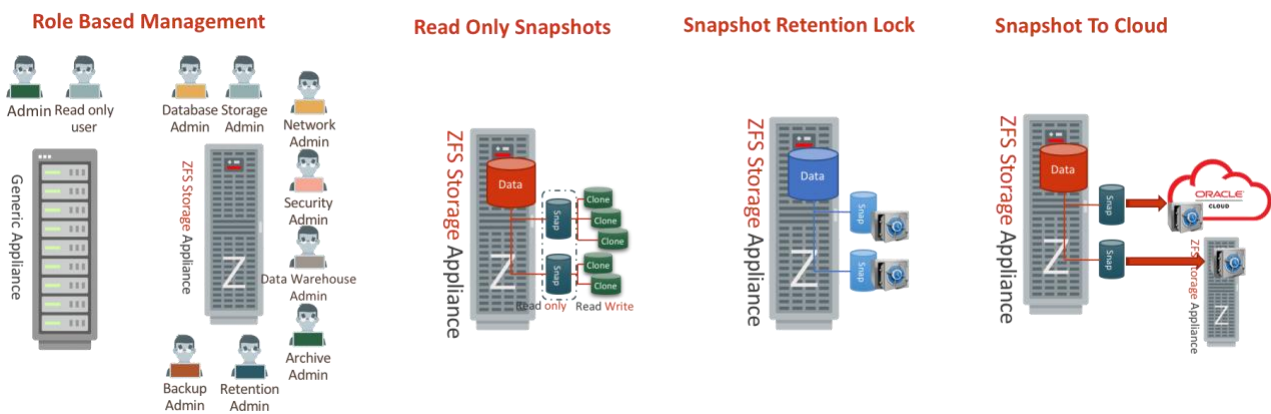 Role Based Management
Admin
Read only
user
Generic Appliance
Database
Admin
Storage
Admin
Network
Admin
Security
Admin
Data Warehouse
Admin
Archive
Admin
Backup
Admin
Retention
Admin
ZFS Storage Appliance
Z
Read Only Snapshots
ZFS Storage Appliance
Data
Snap
Clone
Clone
Clone
Snap
Clone
Clone
Read only
Read Write
Z
Snapshot Retention Lock
ZFS Storage Appliance
Data
Snap
Snap
Z
Snapshot To Cloud
ZFS Storage Appliance
Data
Snap
Snap
Z
ORACLE
CLOUD
ZFS Storage Appliance
Z